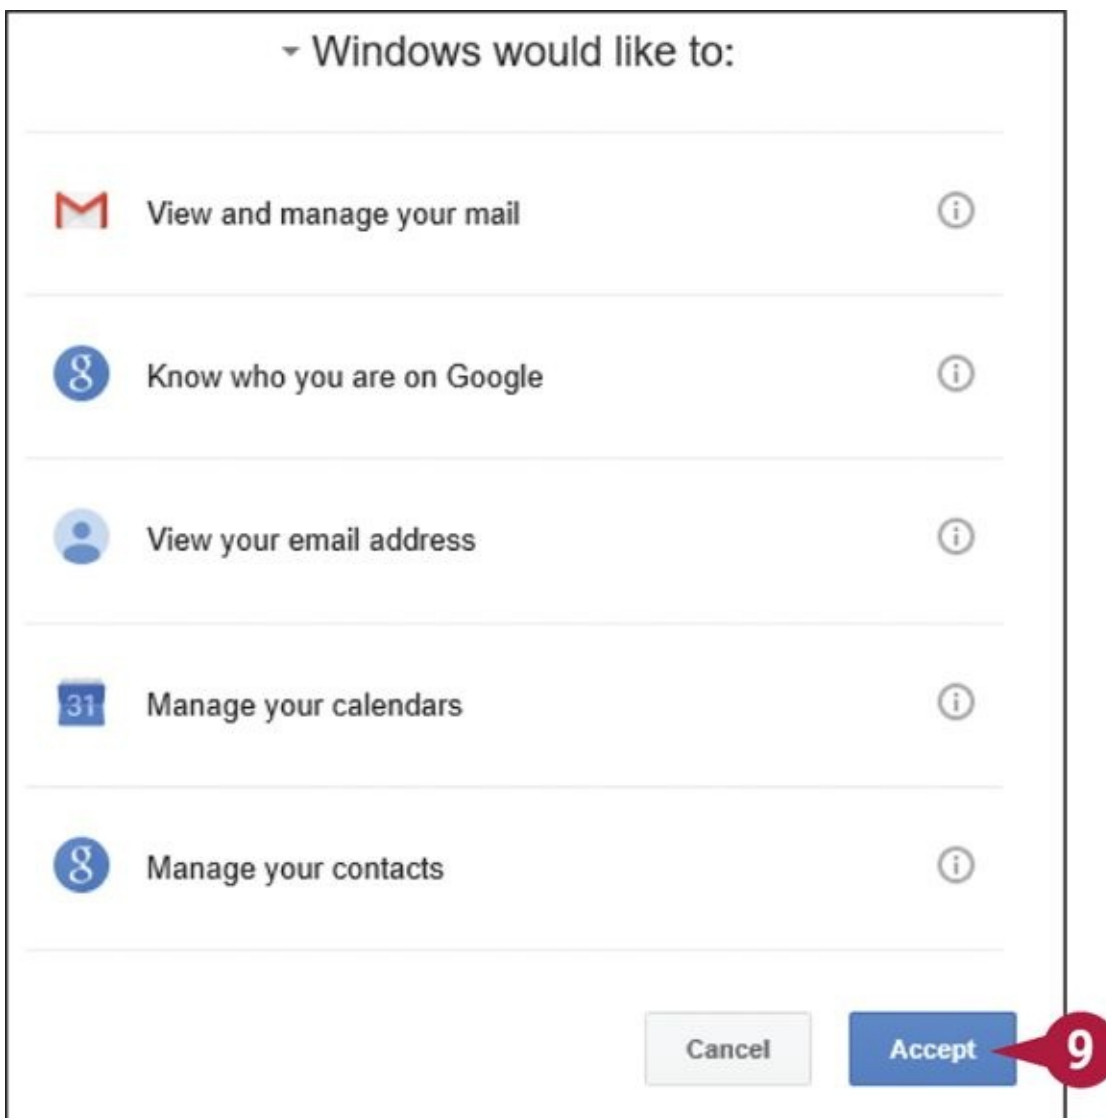 Windows would like to:
View and manage your mail
g Know who you are on Google
View your email address
31 Manage your calendars
g Manage your contacts
Cancel Accept 9